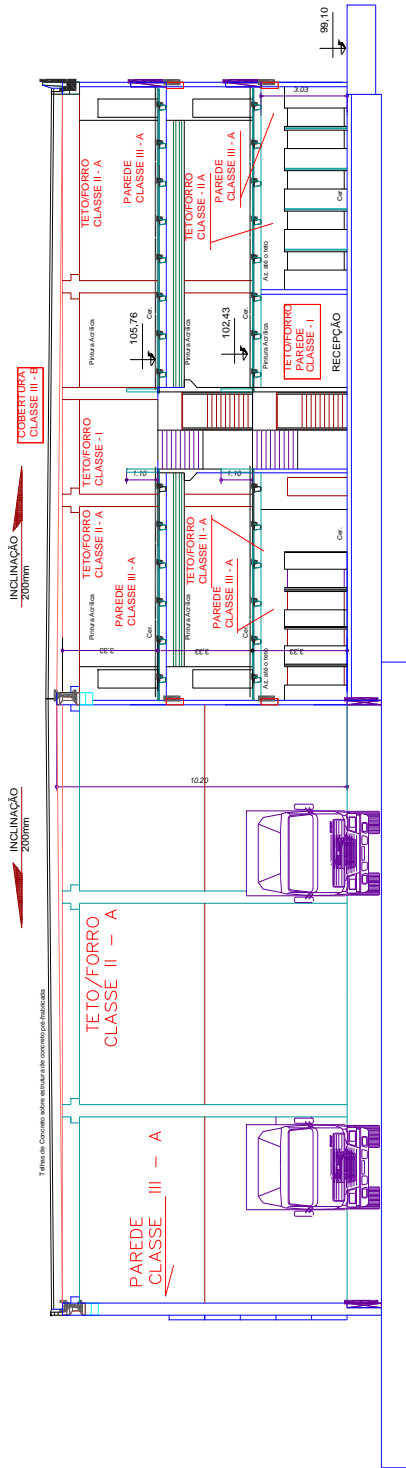 COBERTURA
CLASSE III - B
INCLINAÇÃO
200mm
INCLINAÇÃO
200mm
Telhas de Concreto sobre estrutura de concreto pré-fabricada
TETO/FORRO
CLASSE II – A
PAREDE
CLASSE III – A
10.20
TETO/FORRO
CLASSE II - A
PAREDE
CLASSE III - A
Pintura Acrílica
Cer.
3.33
TETO/FORRO
CLASSE - I
1.10
TETO/FORRO
CLASSE II - A
PAREDE
CLASSE III - A
Pintura Acrílica
Cer.
105,76
TETO/FORRO
CLASSE II - A
PAREDE
CLASSE III - A
Pintura Acrílica
Cer.
3.33
1.10
TETO/FORRO
CLASSE - II A
PAREDE
CLASSE III - A
Pintura Acrílica
Cer.
102,43
Az. até o teto
3.33
Cer.
Pintura Acrílica
TETO/FORRO
PAREDE
CLASSE - I
RECEPÇÃO
Az. até o teto
Cer.
3.03
99,10